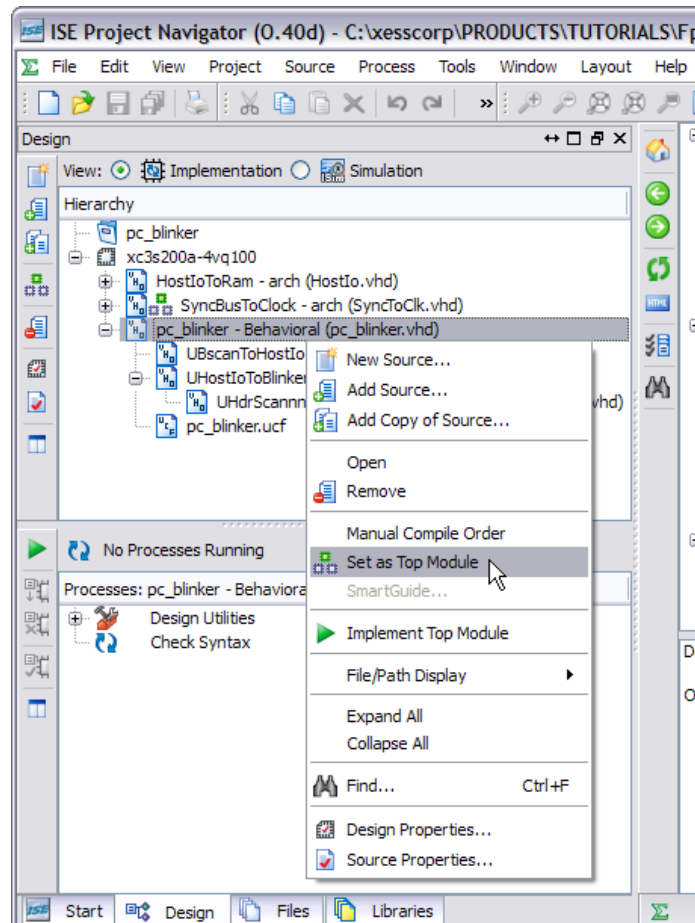 ISE Project Navigator (O.40d) - C:\xesscorp\PRODUCTS\TUTORIALS\Fp
File Edit View Project Source Process Tools Window Layout Help
Design
View: Implementation Simulation
Hierarchy
pc_blinker
xc3s200a-4vq100
HostIoToRam - arch (HostIo.vhd)
SyncBusToClock - arch (SyncToClk.vhd)
pc_blinker - Behavioral (pc_blinker.vhd)
UBscanToHostIo
UHostIoToBlinker
UHdrScannn vhd)
pc_blinker.ucf
New Source...
Add Source...
Add Copy of Source...
Open
Remove
Manual Compile Order
Set as Top Module
SmartGuide...
Implement Top Module
File/Path Display
Expand All
Collapse All
Find... Ctrl+F
Design Properties...
Source Properties...
No Processes Running
Processes: pc_blinker - Behaviora
Design Utilities
Check Syntax
Start Design Files Libraries